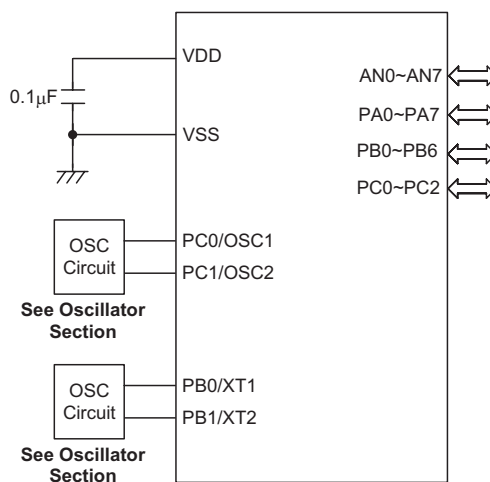 VDD
0.1μF
VSS
AN0~AN7
PA0~PA7
PB0~PB6
PC0~PC2
OSC
Circuit
PC0/OSC1
PC1/OSC2
See Oscillator
Section
OSC
Circuit
PB0/XT1
PB1/XT2
See Oscillator
Section